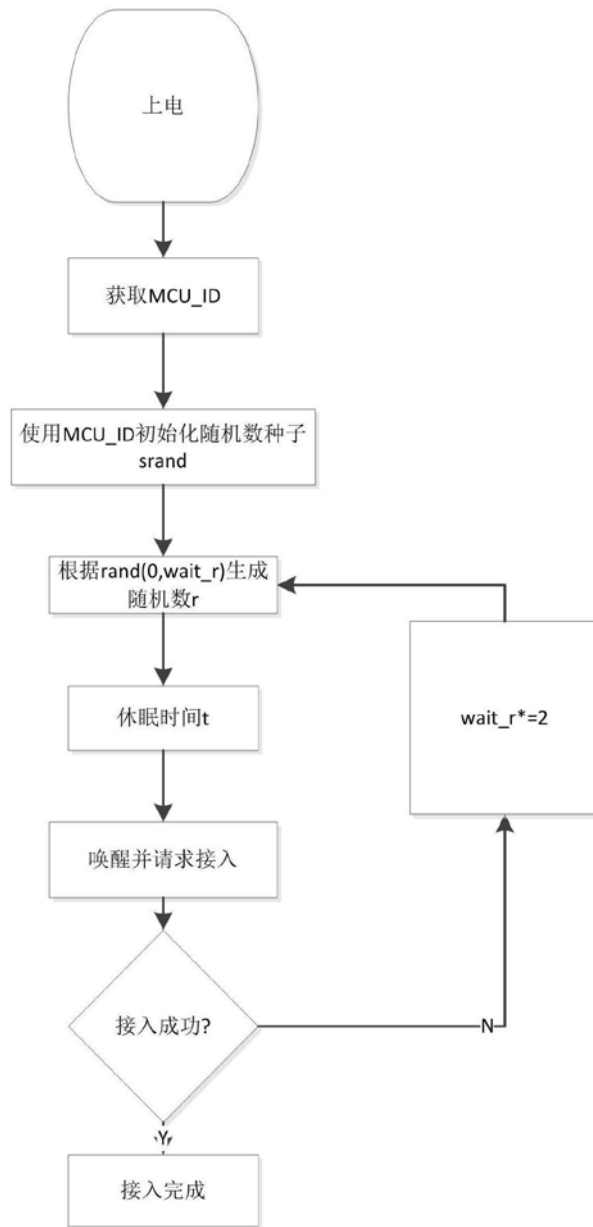 上电
获取MCU_ID
使用MCU_ID初始化随机数种子
srand
根据rand(0,wait_r)生成
随机数r
休眠时间t
wait_r*=2
唤醒并请求接入
接入成功?
N
Y
接入完成